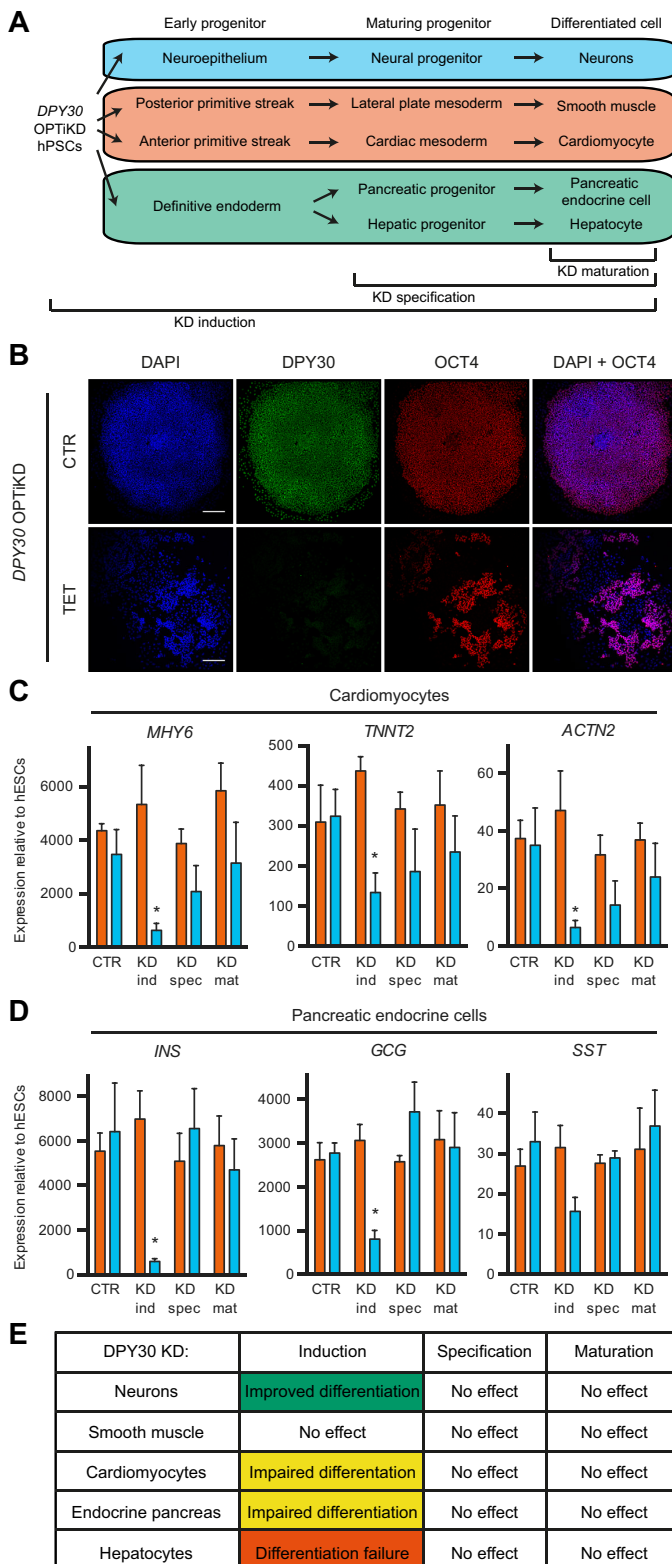 A
Early progenitor Maturing progenitor Differentiated cell
Neuroepithelium Neural progenitor Neurons
DPY30
OPTiKD
hPSCs
Posterior primitive streak Lateral plate mesoderm Smooth muscle
Anterior primitive streak Cardiac mesoderm Cardiomyocyte
Definitive endoderm
Pancreatic progenitor Pancreatic
endocrine cell
Hepatic progenitor Hepatocyte
KD maturation
KD specification
KD induction
B
DAPI DPY30 OCT4 DAPI + OCT4
DPY30 OPTiKD
CTR
TET
C
Cardiomyocytes
MHY6 TNNT2 ACTN2
Expression relative to hESCs
6000
4000
2000
0
*
CTR KD KD KD
ind spec mat
500
400
300
200
100
0
*
CTR KD KD KD
ind spec mat
60
40
20
0
*
CTR KD KD KD
ind spec mat
D
Pancreatic endocrine cells
INS GCG SST
Expression relative to hESCs
8000
6000
4000
2000
0
*
CTR KD KD KD
ind spec mat
4000
3000
2000
1000
0
*
CTR KD KD KD
ind spec mat
40
30
20
10
0
CTR KD KD KD
ind spec mat
E
DPY30 KD: Induction Specification Maturation
Neurons Improved differentiation No effect No effect
Smooth muscle No effect No effect No effect
Cardiomyocytes Impaired differentation No effect No effect
Endocrine pancreas Impaired differentiation No effect No effect
Hepatocytes Differentiation failure No effect No effect